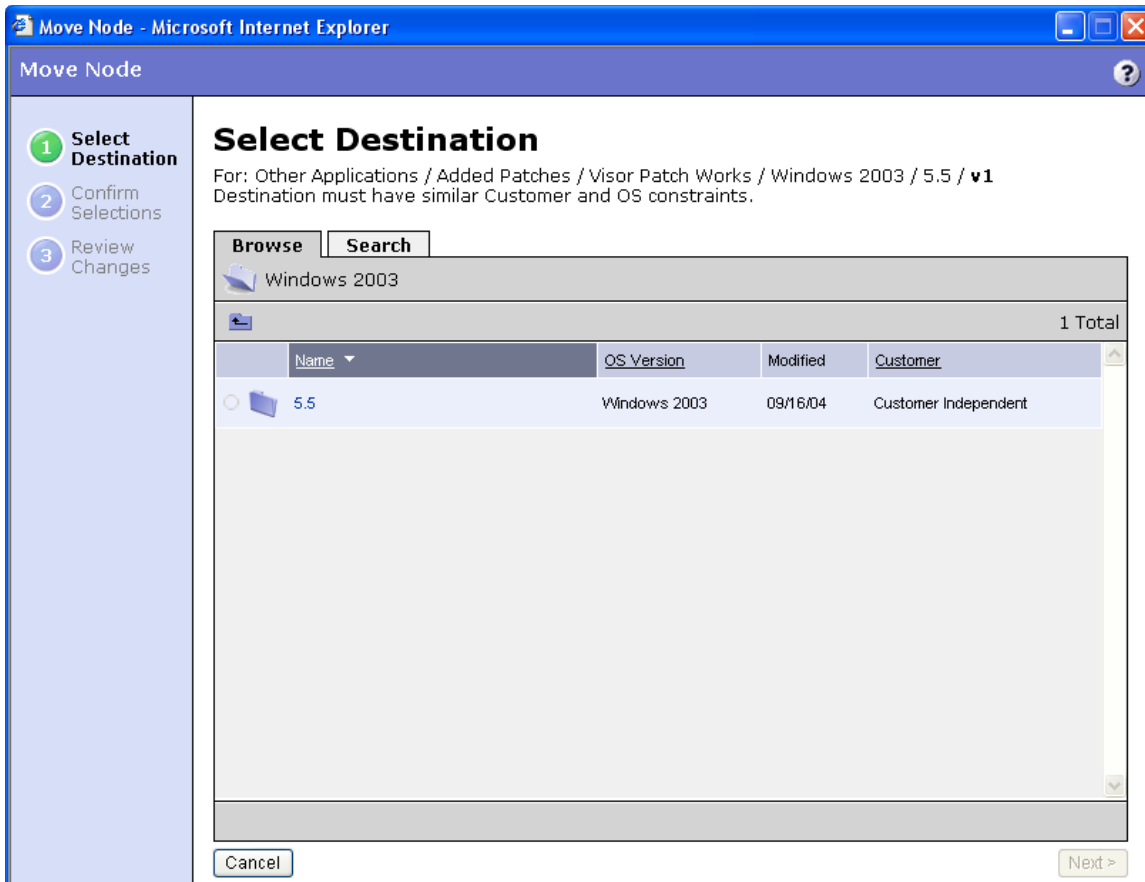 Move Node - Microsoft Internet Explorer
Move Node
?
1 Select
Destination
2 Confirm
Selections
3 Review
Changes
Select Destination
For: Other Applications / Added Patches / Visor Patch Works / Windows 2003 / 5.5 / v1
Destination must have similar Customer and OS constraints.
Browse Search
Windows 2003
1 Total
Name OS Version Modified Customer
5.5 Windows 2003 09/16/04 Customer Independent
Cancel Next >